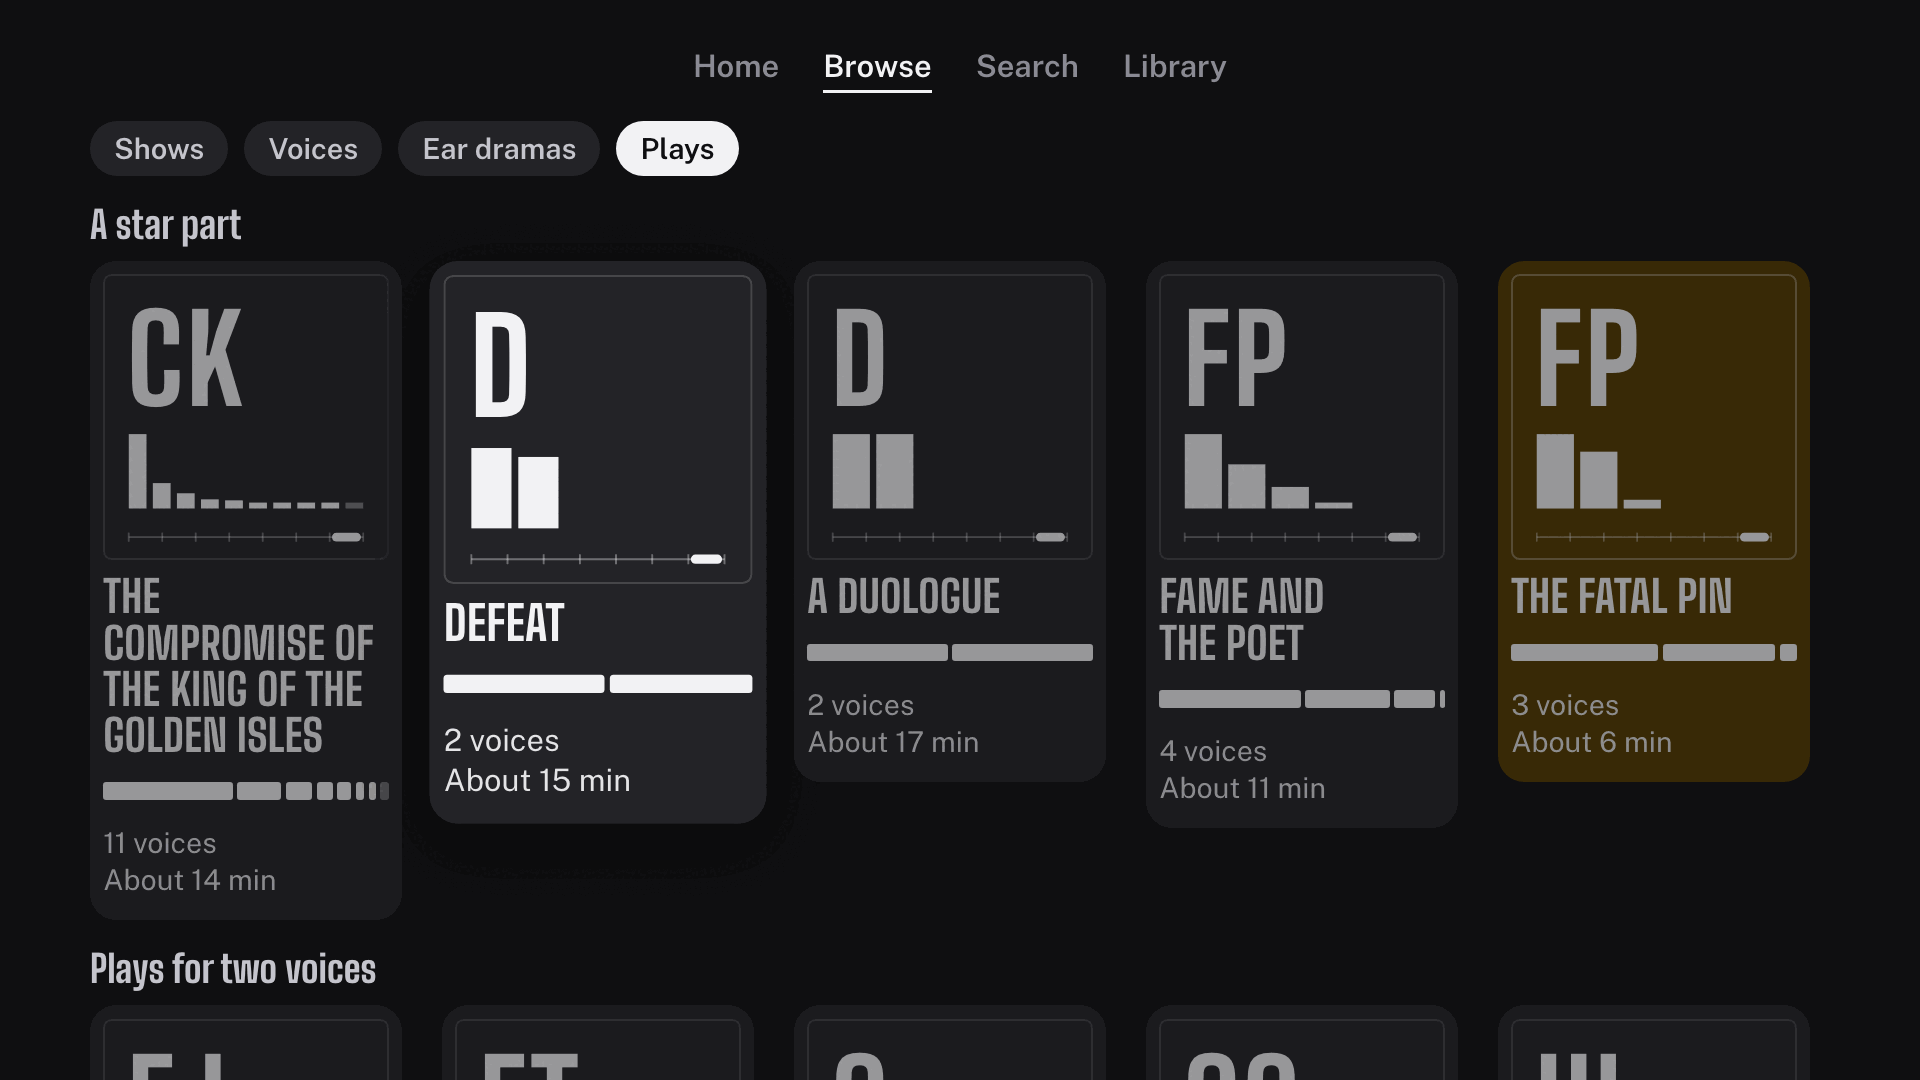 Home Browse Search Library
Shows Voices Ear dramas Plays
A star part
CK
THE
COMPROMISE OF
THE KING OF THE
GOLDEN ISLES
11 voices
About 14 min
D
DEFEAT
2 voices
About 15 min
D
A DUOLOGUE
2 voices
About 17 min
FP
FAME AND
THE POET
4 voices
About 11 min
FP
THE FATAL PIN
3 voices
About 6 min
Plays for two voices